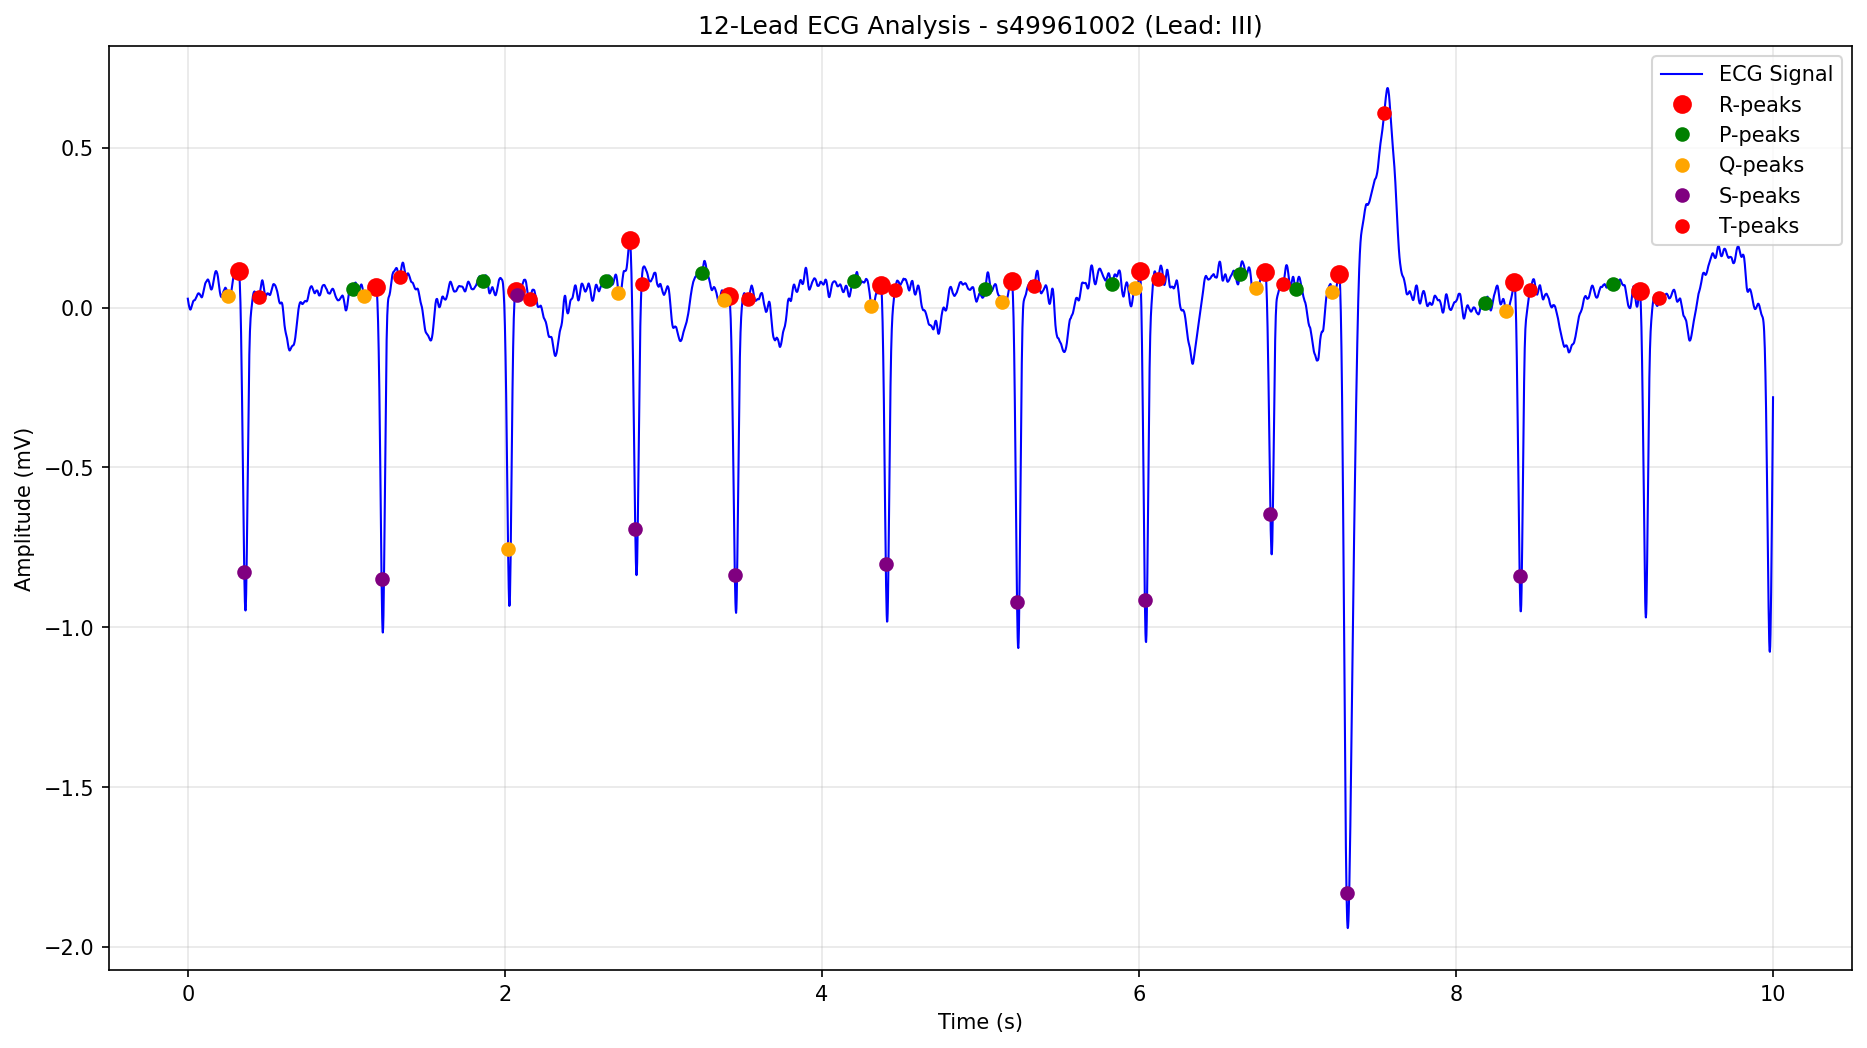 12-Lead ECG Analysis - s49961002 (Lead: III)
ECG Signal
R-peaks
P-peaks
Q-peaks
S-peaks
T-peaks
Amplitude (mV)
0.5
0.0
−0.5
−1.0
−1.5
−2.0
0 2 4 6 8 10
Time (s)